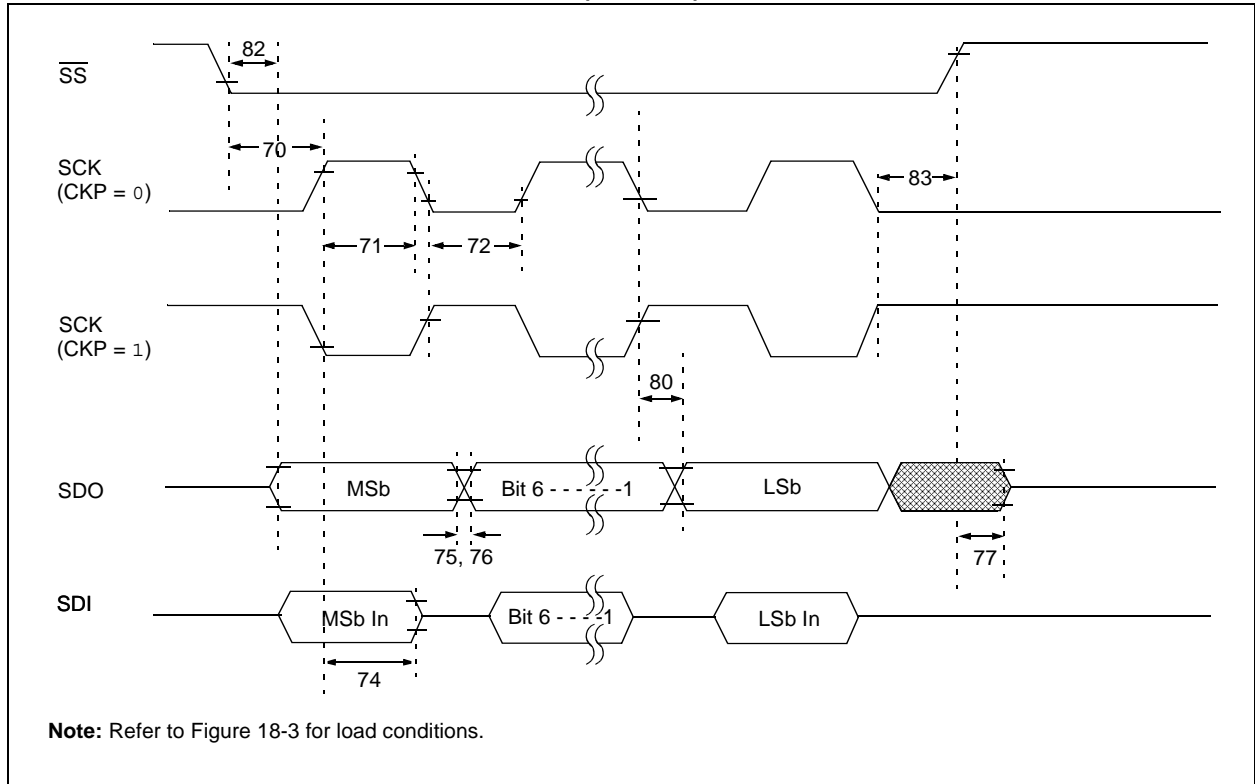 82
SS
70
SCK
(CKP = 0)
83
71
72
SCK
(CKP = 1)
80
SDO
MSb
Bit 6 - - - - - -1
LSb
75, 76
77
SDI
MSb In
Bit 6 - - - -1
LSb In
74
Note: Refer to Figure 18-3 for load conditions.